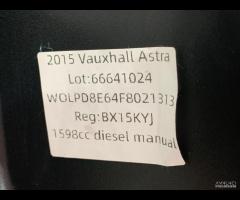 2015 Vauxhall Astra
Lot:66641024
WOLPD8E64F8021313
Reg:BX15KYJ
1598cc diesel manual